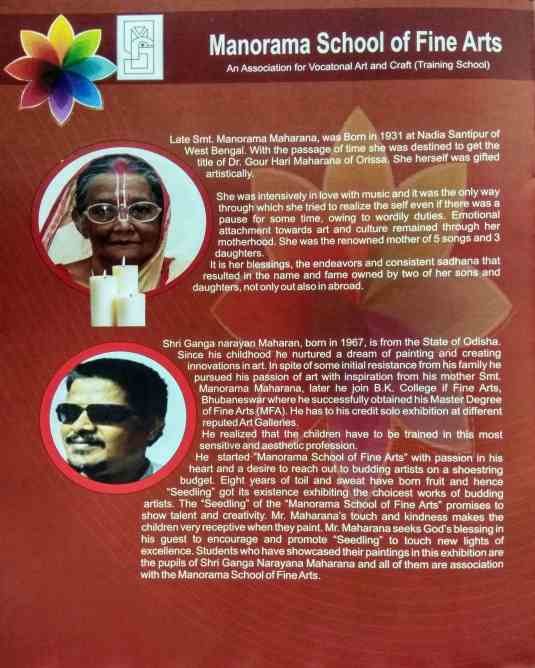 Manorama School of Fine Arts
An Association for Vocatonal Art and Craft (Training School)
Late Smt. Manorama Maharana, was Born in 1931 at Nadia Santipur of
West Bengal. With the passage of time she was destined to get the
title of Dr. Gour Hari Maharana of Orissa. She herself was gifted
artistically.
She was intensively in love with music and it was the only way
through which she tried to realize the self even if there was a
pause for some time, owing to wordily duties. Emotional
attachment towards art and culture remained through her
motherhood. She was the renowned mother of 5 songs and 3
daughters.
It is her blessings, the endeavors and consistent sadhana that
resulted in the name and fame owned by two of her sons and
daughters, not only out also in abroad.
Shri Ganga narayan Maharan, born in 1967, is from the State of Odisha.
Since his childhood he nurtured a dream of painting and creating
innovations in art. In spite of some initial resistance from his family he
pursued his passion of art with inspiration from his mother Smt.
Manorama Maharana, later he join B.K. College if Fine Arts,
Bhubaneswar where he successfully obtained his Master Degree
of Fine Arts (MFA). He has to his credit solo exhibition at different
reputed Art Galleries.
He realized that the children have to be trained in this most
sensitive and aesthetic profession.
He started "Manorama School of Fine Arts" with passion in his
heart and a desire to reach out to budding artists on a shoestring
budget. Eight years of toil and sweat have born fruit and hence
"Seedling" got its existence exhibiting the choicest works of budding
artists. The "Seedling" of the "Manorama School of Fine Arts" promises to
show talent and creativity. Mr. Maharana's touch and kindness makes the
children very receptive when they paint. Mr. Maharana seeks God's blessing in
his guest to encourage and promote "Seedling" to touch new lights of
excellence. Students who have showcased their paintings in this exhibition are
the pupils of Shri Ganga Narayana Maharana and all of them are association
with the Manorama School of Fine Arts.